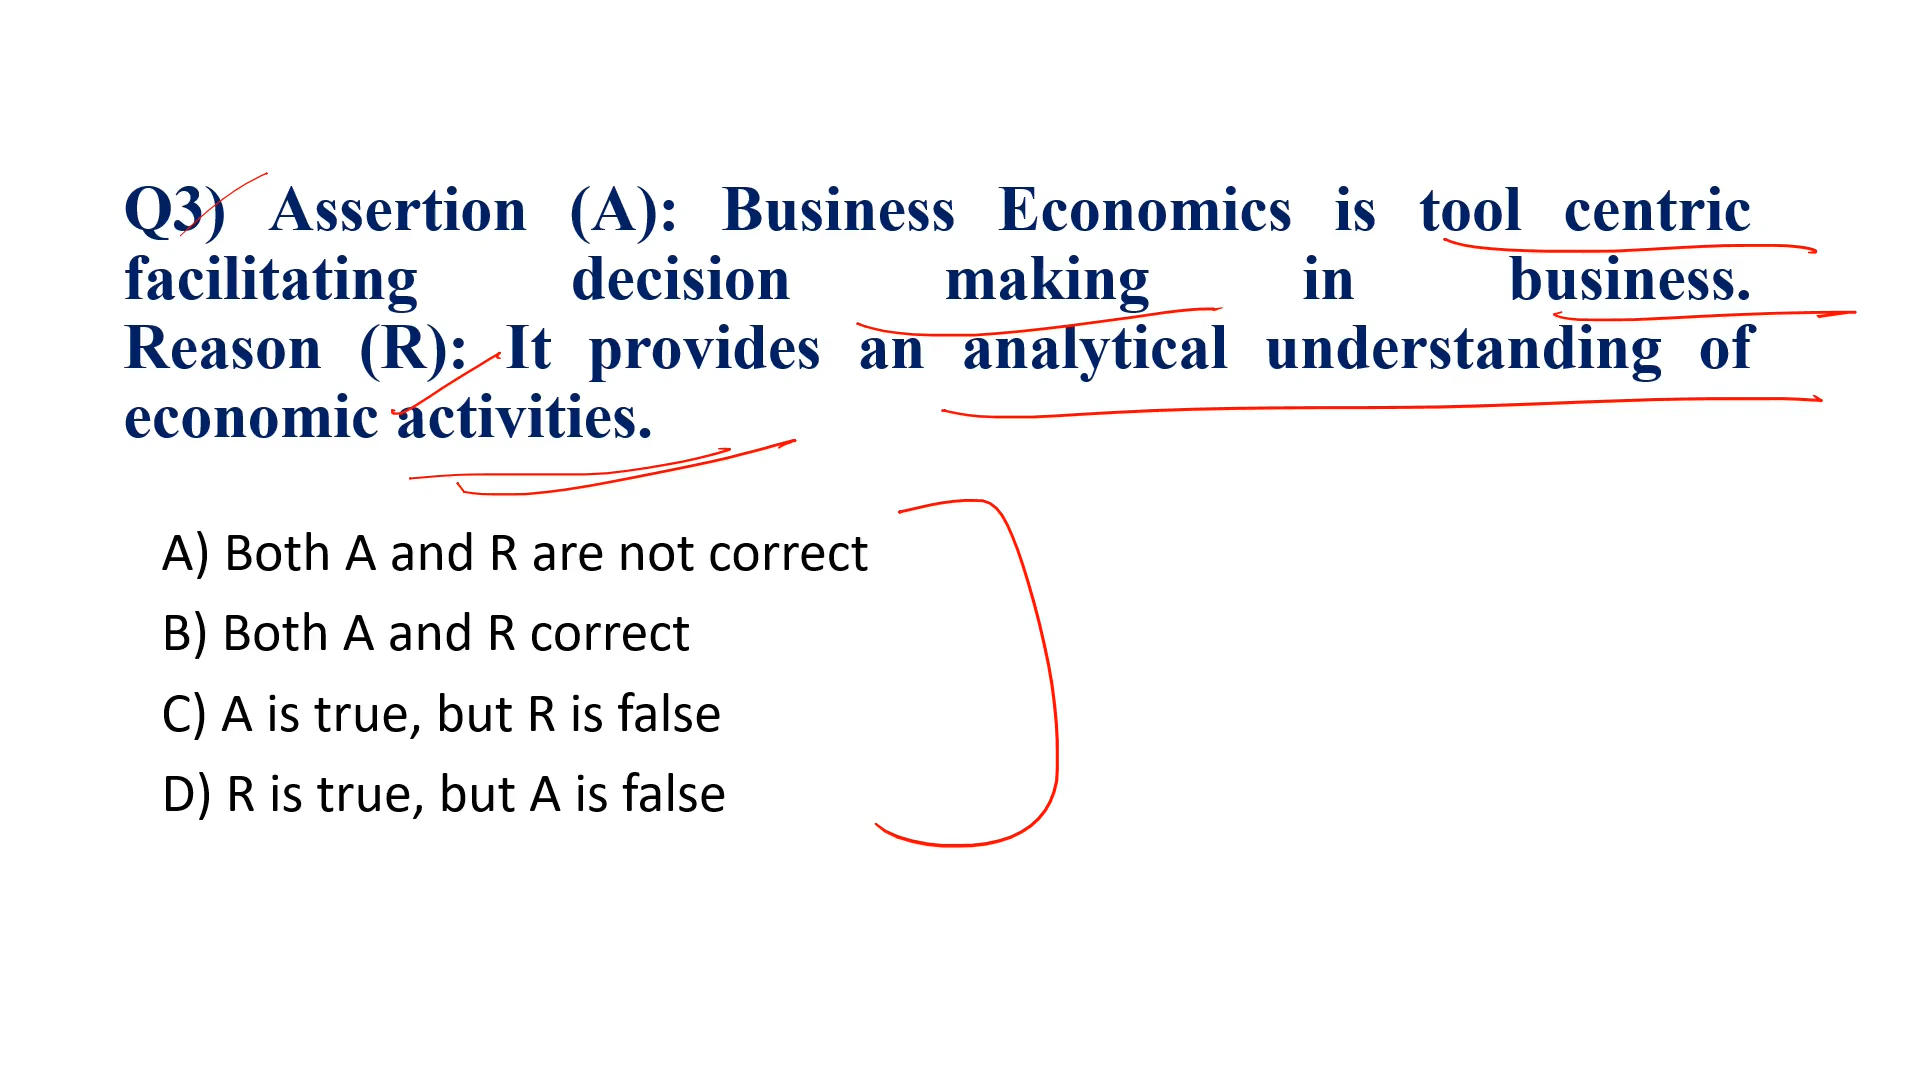 Q3) Assertion (A): Business Economics is tool centric
facilitating decision making in business.
Reason (R): It provides an analytical understanding of
economic activities.
A) Both A and R are not correct
B) Both A and R correct
C) A is true, but R is false
D) R is true, but A is false